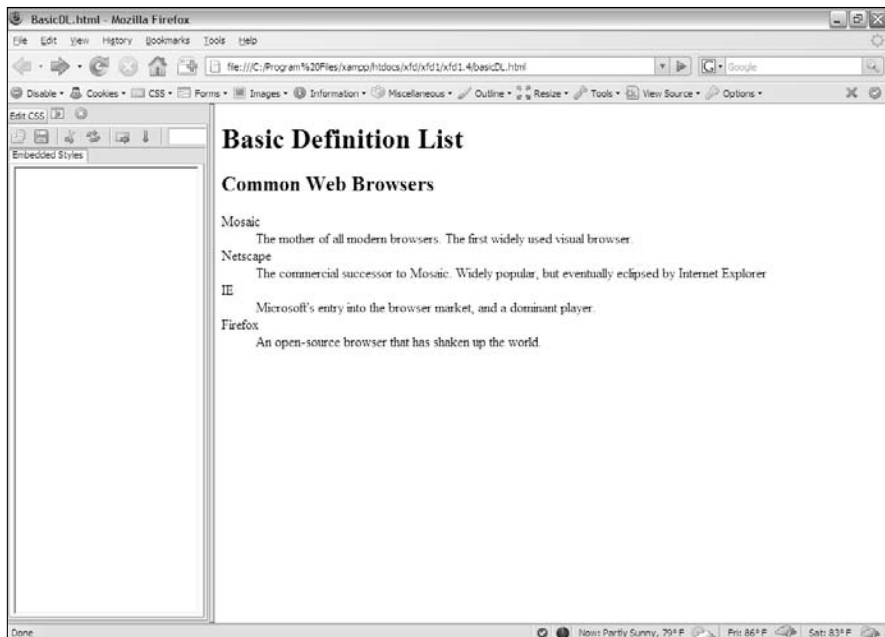 BasicDL.html - Mozilla Firefox
File Edit View History Bookmarks Tools Help
file:///C:/Program%20Files/xampp/htdocs/xfd/xfd1/xfd1.4/basicDL.html
G Google
Disable Cookies CSS Forms Images Information Miscellaneous Outline Resize Tools View Source Options
Edit CSS
Embedded Styles
Basic Definition List
Common Web Browsers
Mosaic
The mother of all modern browsers. The first widely used visual browser.
Netscape
The commercial successor to Mosaic. Widely popular, but eventually eclipsed by Internet Explorer
IE
Microsoft's entry into the browser market, and a dominant player.
Firefox
An open-source browser that has shaken up the world.
Done
Now: Partly Sunny, 79° F Fri: 86° F Sat: 83° F